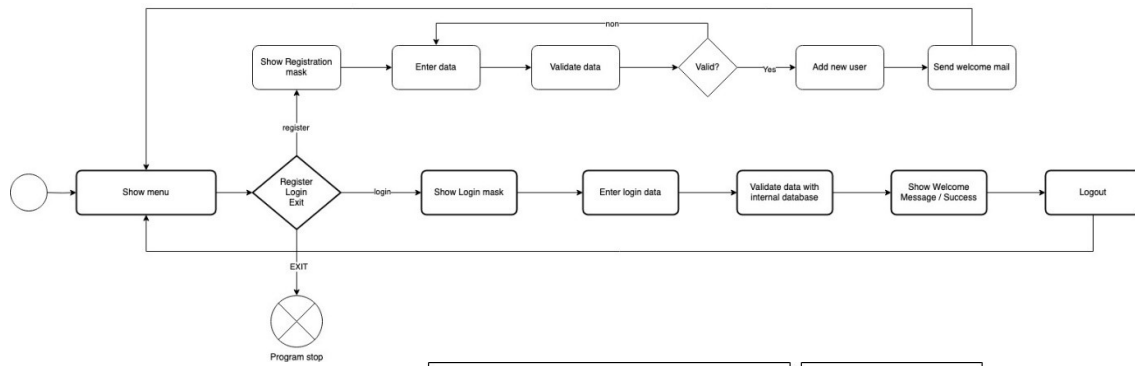 non
Show Registration
mask
Enter data
Validate data
Valid?
Yes
Add new user
Send welcome mail
register
Show menu
Register
Login
Exit
login
Show Login mask
Enter login data
Validate data with
internal database
Show Welcome
Message / Success
Logout
EXIT
Program stop